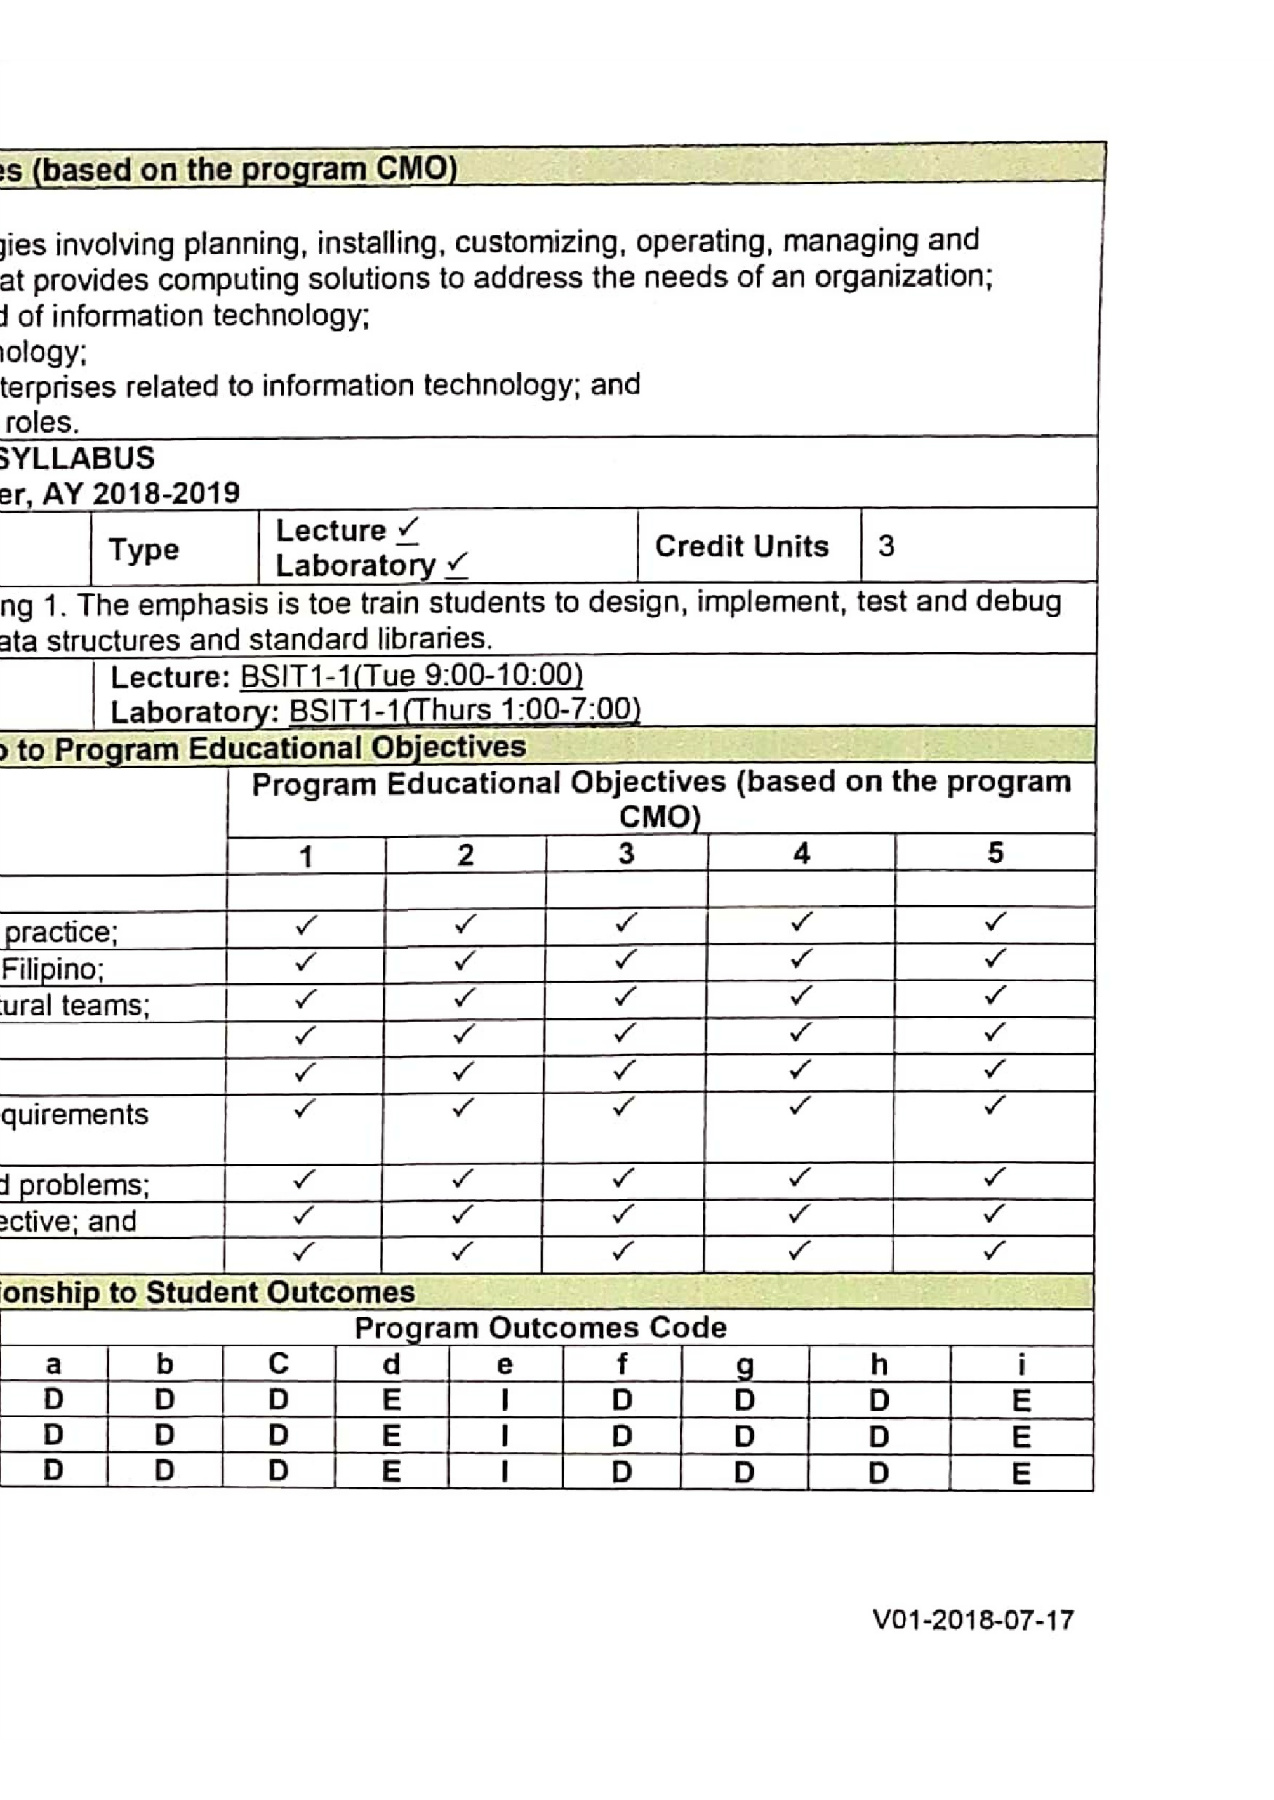 es (based on the program CMO)
gies involving planning, installing, customizing, operating, managing and
at provides computing solutions to address the needs of an organization;
d of information technology;
nology;
terprises related to information technology; and
roles.
SYLLABUS
er, AY 2018-2019
Type Lecture ✓ Laboratory ✓ Credit Units 3
ng 1. The emphasis is toe train students to design, implement, test and debug
ata structures and standard libraries.
Lecture: BSIT1-1(Tue 9:00-10:00)
Laboratory: BSIT1-1(Thurs 1:00-7:00)
o to Program Educational Objectives
Program Educational Objectives (based on the program
CMO)
1 2 3 4 5
practice; ✓ ✓ ✓ ✓ ✓
Filipino; ✓ ✓ ✓ ✓ ✓
tural teams; ✓ ✓ ✓ ✓ ✓
✓ ✓ ✓ ✓ ✓
✓ ✓ ✓ ✓ ✓
quirements ✓ ✓ ✓ ✓ ✓
d problems; ✓ ✓ ✓ ✓ ✓
ective; and ✓ ✓ ✓ ✓ ✓
✓ ✓ ✓ ✓ ✓
ionship to Student Outcomes
Program Outcomes Code
a b C d e f g h i
D D D E I D D D E
D D D E I D D D E
D D D E I D D D E
V01-2018-07-17